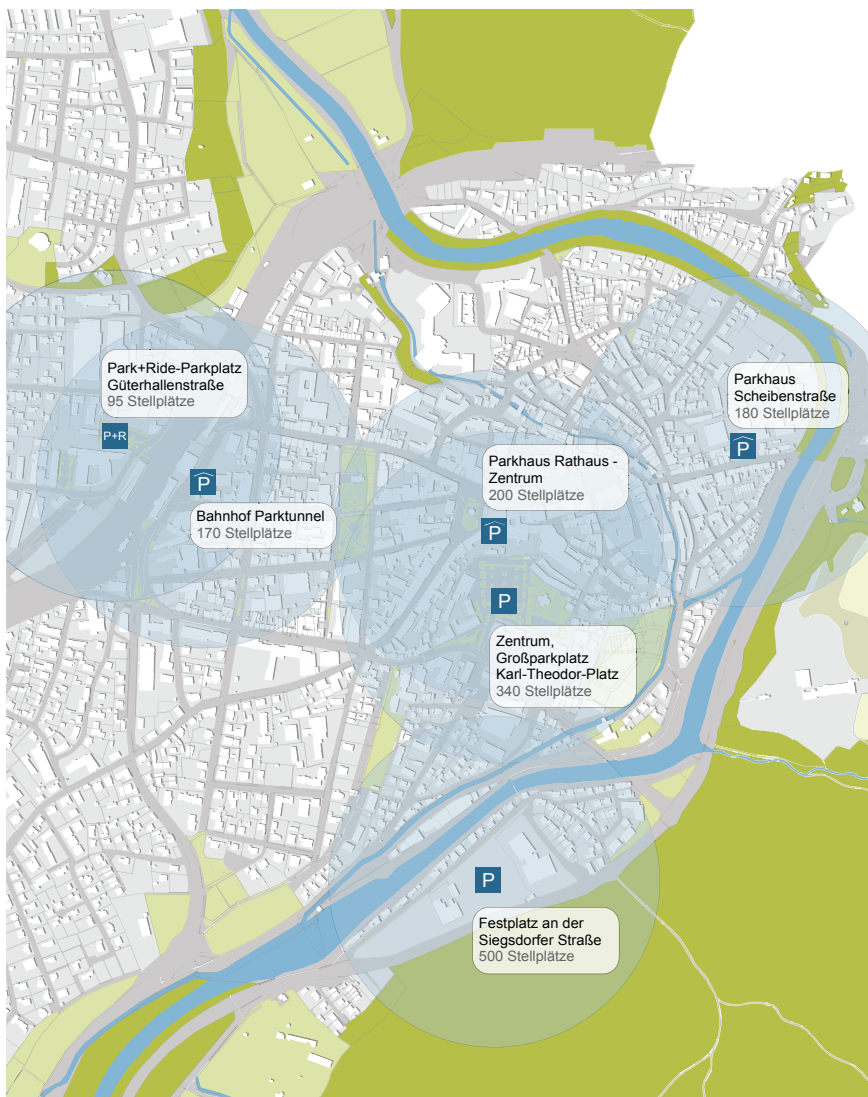 Park+Ride-Parkplatz
Güterhallenstraße
95 Stellplätze
P+R
P
Bahnhof Parktunnel
170 Stellplätze
Parkhaus
Scheibenstraße
180 Stellplätze
P
Parkhaus Rathaus -
Zentrum
200 Stellplätze
P
P
Zentrum,
Großparkplatz
Karl-Theodor-Platz
340 Stellplätze
P
Festplatz an der
Siegsdorfer Straße
500 Stellplätze